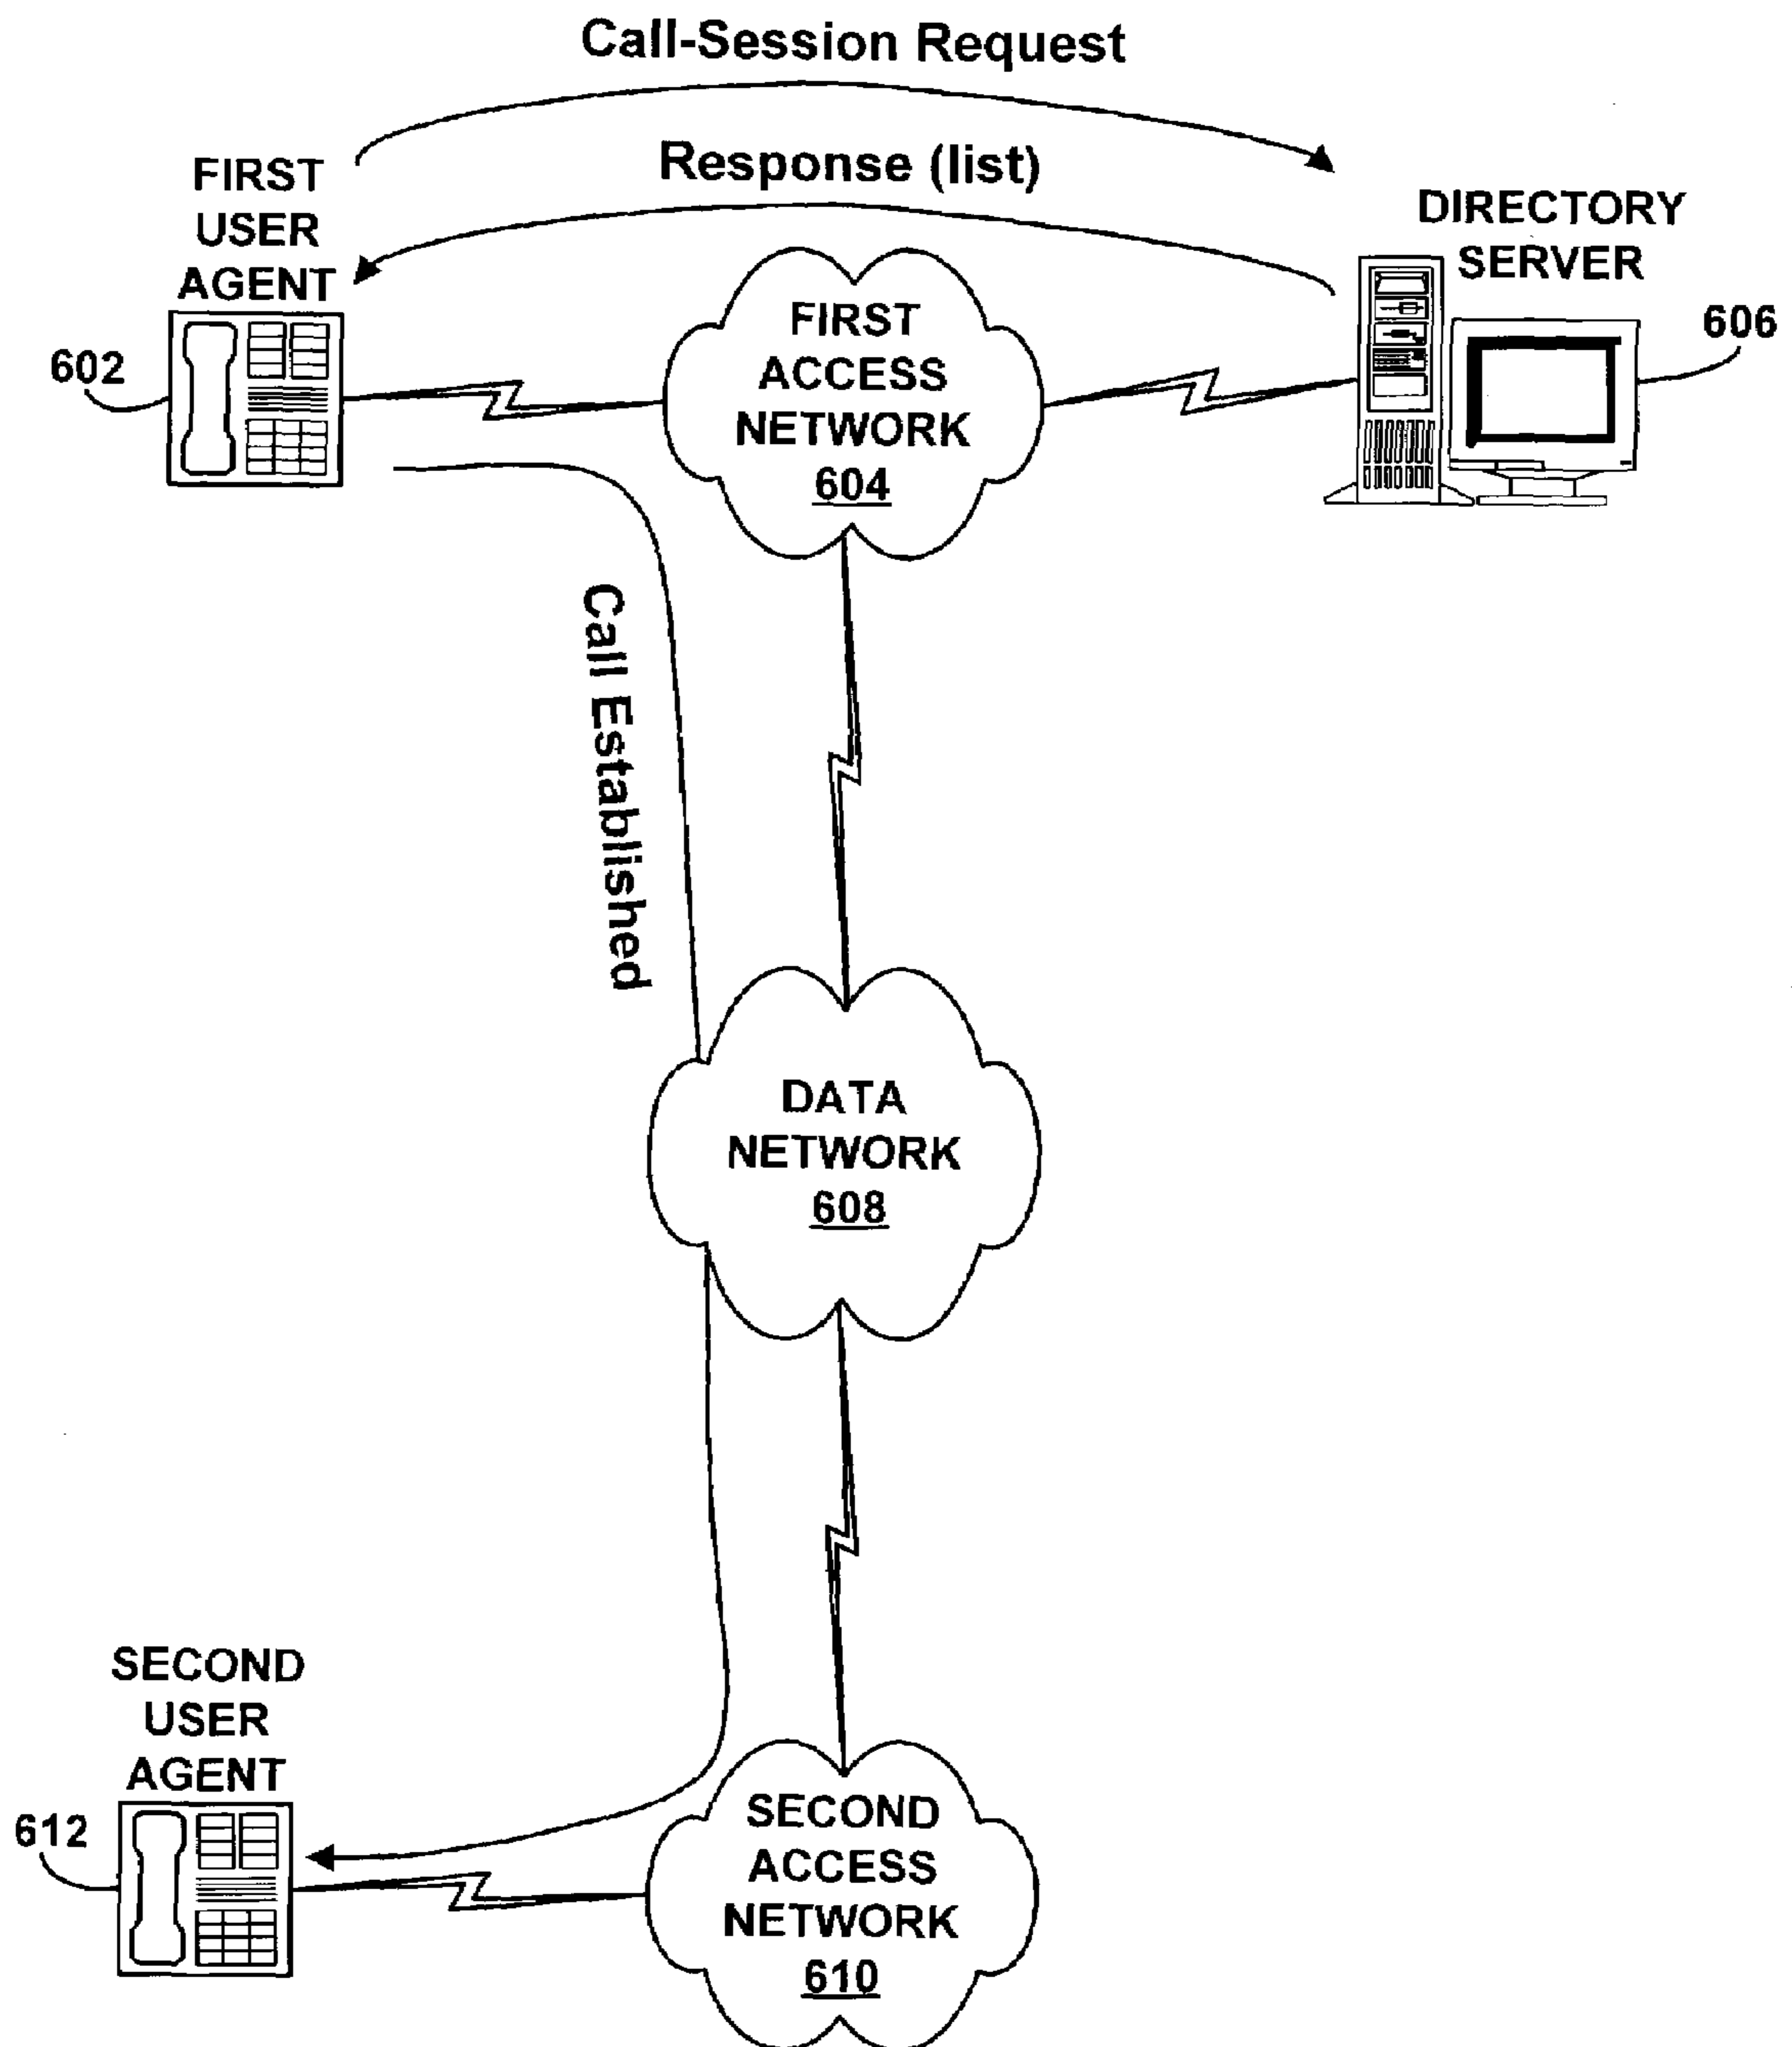 Call-Session Request
Response (list)
FIRST
USER
AGENT
602
FIRST
ACCESS
NETWORK
604
DIRECTORY
SERVER
606
Call Established
DATA
NETWORK
608
SECOND
USER
AGENT
612
SECOND
ACCESS
NETWORK
610